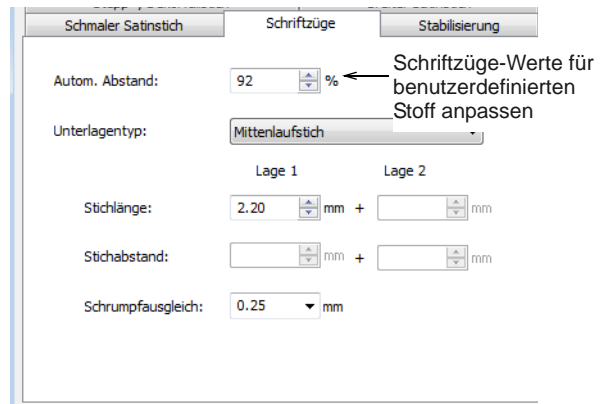 Schmaler Satinstich Schriftzüge Stabilisierung
Autom. Abstand: 92 %
Schriftzüge-Werte für
benutzerdefinierten
Stoff anpassen
Unterlagentyp: Mittenlaufstich
Lage 1 Lage 2
Stichlänge: 2.20 mm + mm
Stichabstand: mm + mm
Schrumpfausgleich: 0.25 mm